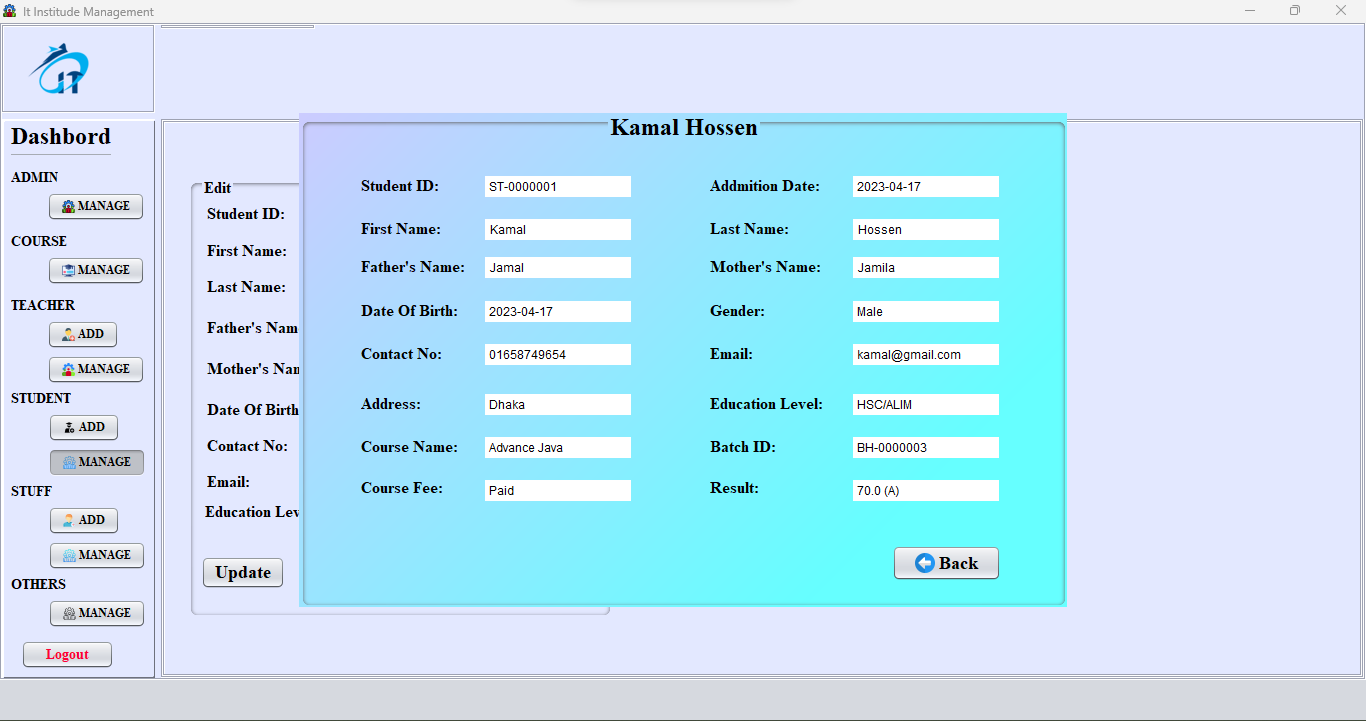 It Institude Management
IT
Dashbord
ADMIN
MANAGE
COURSE
MANAGE
TEACHER
ADD
MANAGE
STUDENT
ADD
MANAGE
STUFF
ADD
MANAGE
OTHERS
MANAGE
Logout
Edit
Student ID:
First Name:
Last Name:
Father's Nam
Mother's Nam
Date Of Birth
Contact No:
Email:
Education Lev
Update
Kamal Hossen
Student ID: ST-0000001 Addmition Date: 2023-04-17
First Name: Kamal Last Name: Hossen
Father's Name: Jamal Mother's Name: Jamila
Date Of Birth: 2023-04-17 Gender: Male
Contact No: 01658749654 Email: kamal@gmail.com
Address: Dhaka Education Level: HSC/ALIM
Course Name: Advance Java Batch ID: BH-0000003
Course Fee: Paid Result: 70.0 (A)
Back